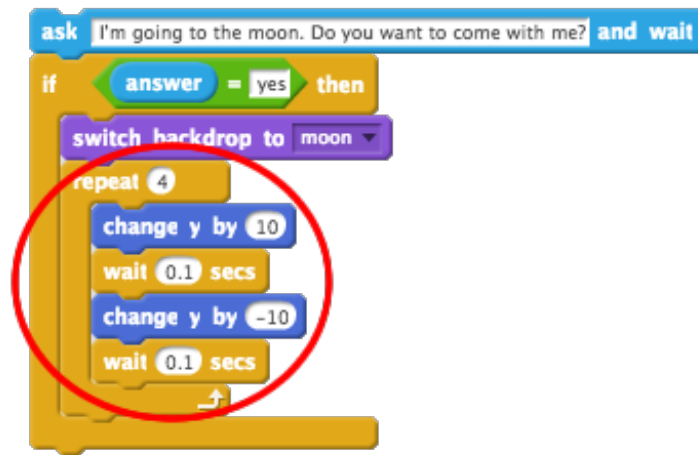 ask I'm going to the moon. Do you want to come with me? and wait
if answer = yes then
switch backdrop to moon
repeat 4
change y by 10
wait 0.1 secs
change y by -10
wait 0.1 secs